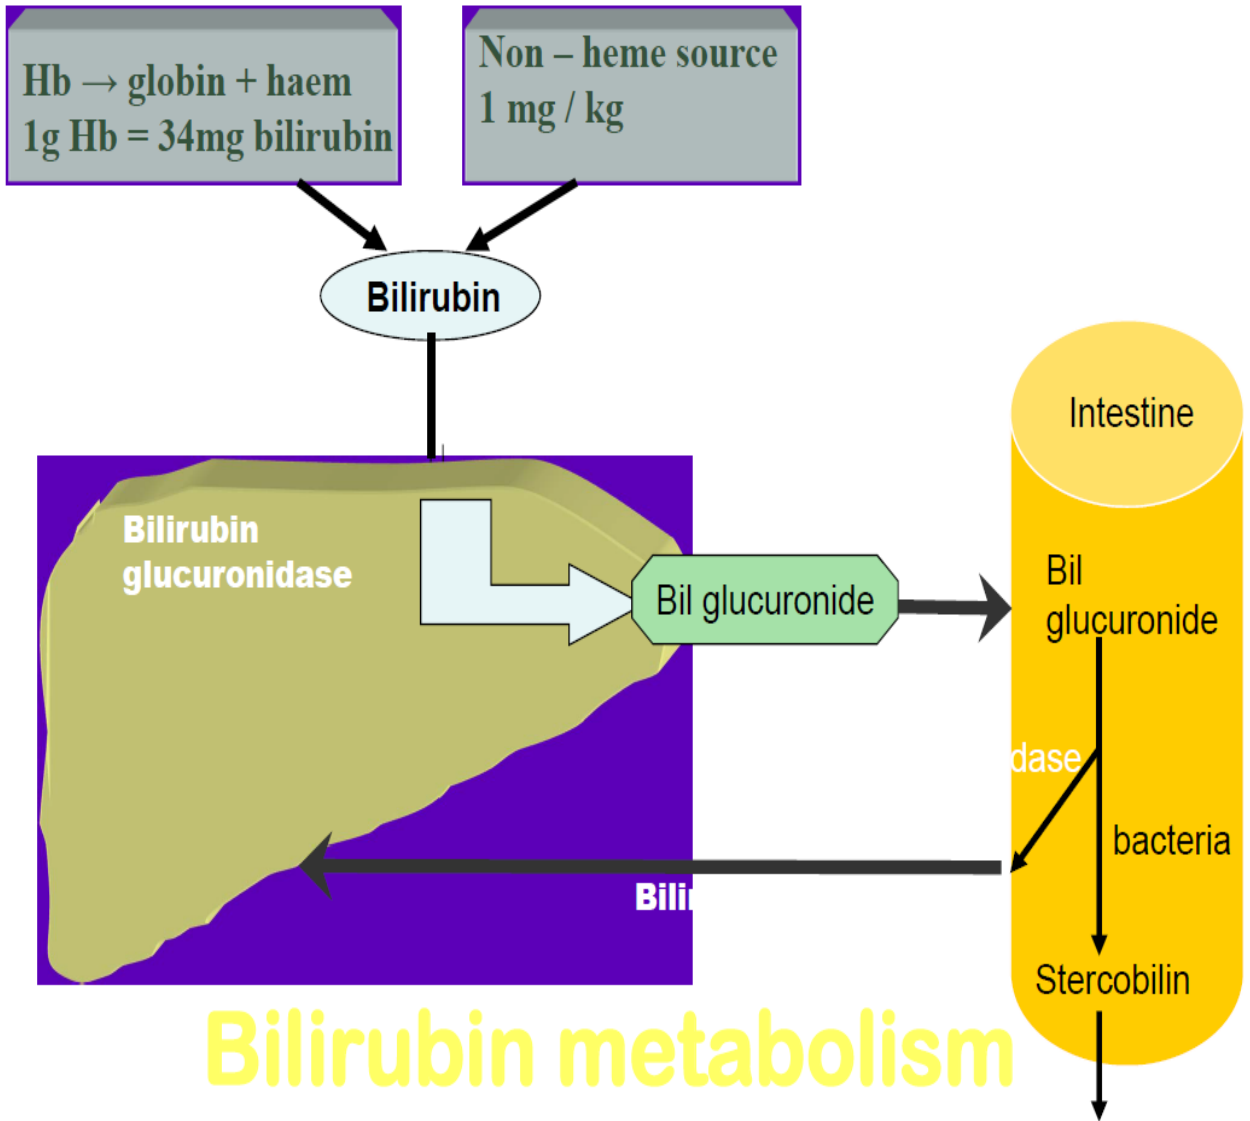 Hb → globin + haem
1g Hb = 34mg bilirubin
Non – heme source
1 mg / kg
Bilirubin
Intestine
Bilirubin
glucuronidase
Bil glucuronide
Bil
glucuronide
dase
bacteria
Bili
Stercobilin
Bilirubin metabolism